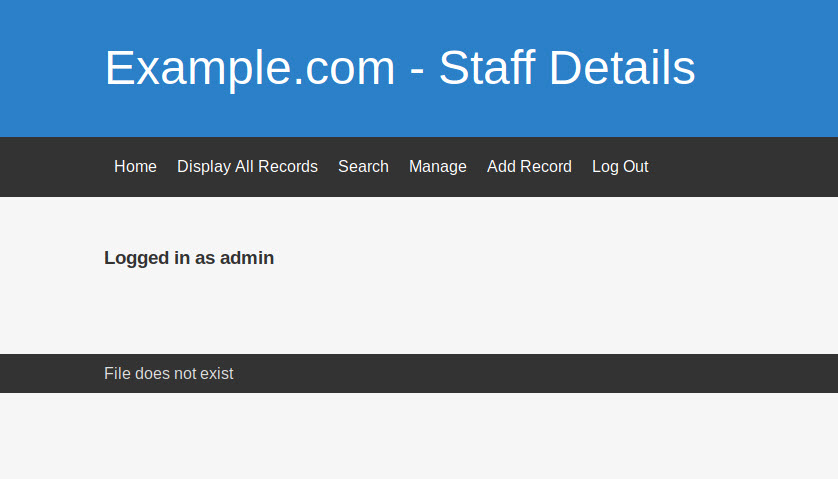 Example.com - Staff Details
Home Display All Records Search Manage Add Record Log Out
Logged in as admin
File does not exist